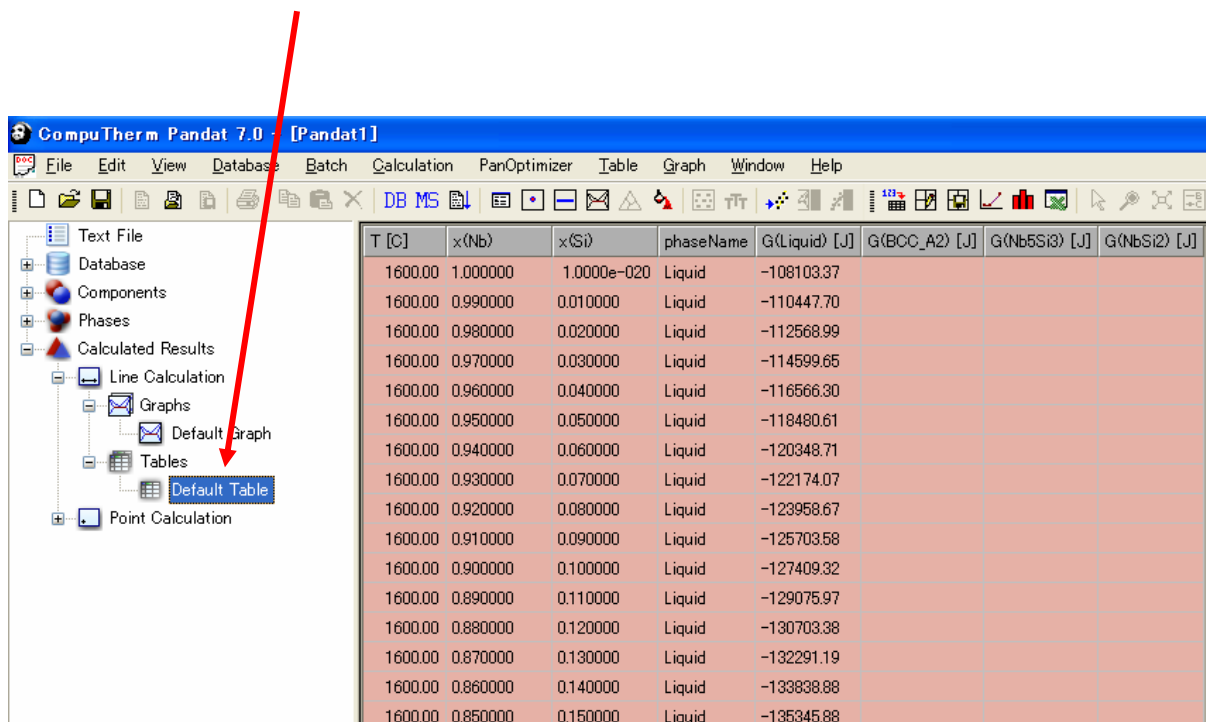 CompuTherm Pandat 7.0 - [Pandat1]
File Edit View Database Batch Calculation PanOptimizer Table Graph Window Help
DB MS
Text File
Database
Components
Phases
Calculated Results
Line Calculation
Graphs
Default Graph
Tables
Default Table
Point Calculation
T [C] x(Nb) x(Si) phaseName G(Liquid) [J] G(BCC_A2) [J] G(Nb5Si3) [J] G(NbSi2) [J]
1600.00 1.000000 1.0000e-020 Liquid -108103.37
1600.00 0.990000 0.010000 Liquid -110447.70
1600.00 0.980000 0.020000 Liquid -112568.99
1600.00 0.970000 0.030000 Liquid -114599.65
1600.00 0.960000 0.040000 Liquid -116566.30
1600.00 0.950000 0.050000 Liquid -118480.61
1600.00 0.940000 0.060000 Liquid -120348.71
1600.00 0.930000 0.070000 Liquid -122174.07
1600.00 0.920000 0.080000 Liquid -123958.67
1600.00 0.910000 0.090000 Liquid -125703.58
1600.00 0.900000 0.100000 Liquid -127409.32
1600.00 0.890000 0.110000 Liquid -129075.97
1600.00 0.880000 0.120000 Liquid -130703.38
1600.00 0.870000 0.130000 Liquid -132291.19
1600.00 0.860000 0.140000 Liquid -133838.88
1600.00 0.850000 0.150000 Liquid -135345.88